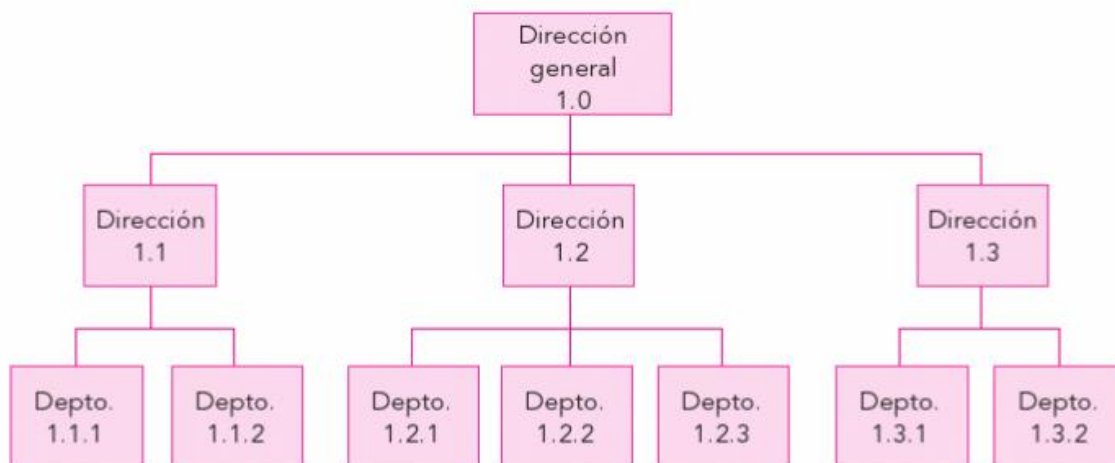 Dirección
general
1.0
Dirección
1.1
Dirección
1.2
Dirección
1.3
Depto.
1.1.1
Depto.
1.1.2
Depto.
1.2.1
Depto.
1.2.2
Depto.
1.2.3
Depto.
1.3.1
Depto.
1.3.2